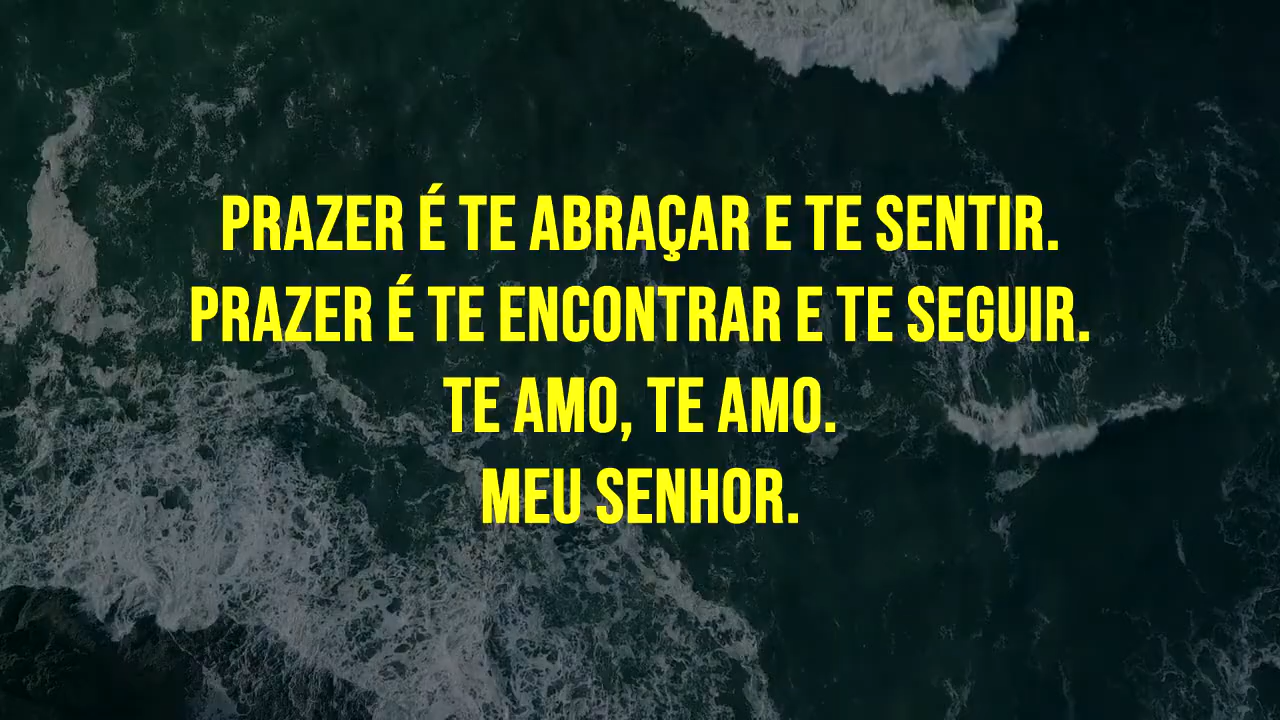 PRAZER É TE ABRAÇAR E TE SENTIR.
PRAZER É TE ENCONTRAR E TE SEGUIR.
TE AMO, TE AMO.
MEU SENHOR.